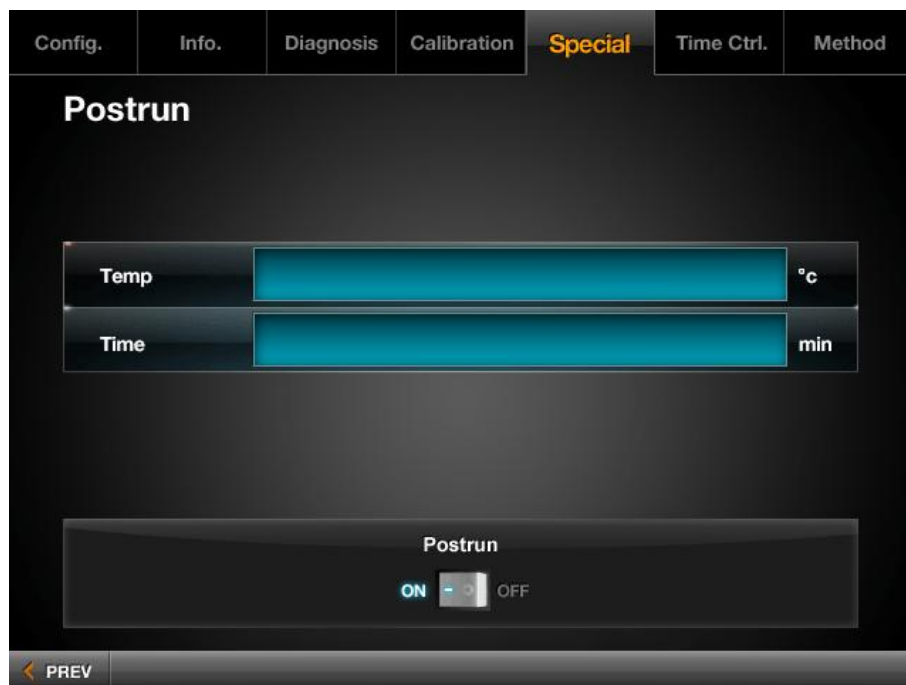 Config. Info. Diagnosis Calibration Special Time Ctrl. Method
Postrun
Temp °c
Time min
Postrun
ON OFF
PREV